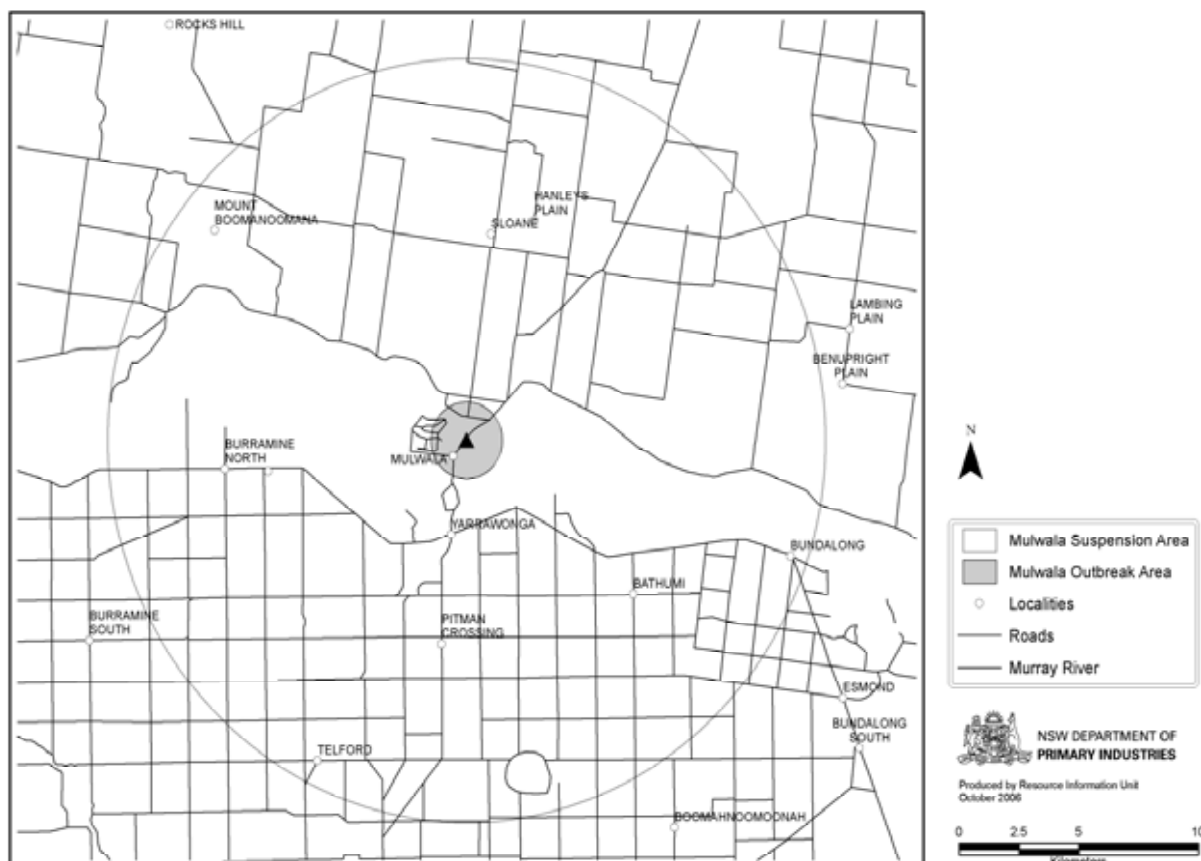 ROCKS HILL
MOUNT
BOOMANOOMANA
HANLEYS
PLAIN
SLOANE
LAMBING
PLAIN
BENUPRIGHT
PLAIN
BURRAMINE
NORTH
MULWALA
YARRAWONGA
BUNDALONG
BATHUMI
BURRAMINE
SOUTH
PITMAN
CROSSING
ESMOND
BUNDALONG
SOUTH
TELFORD
BOOMAHNOOMOONAH
N
Mulwala Suspension Area
Mulwala Outbreak Area
Localities
Roads
Murray River
NSW DEPARTMENT OF
PRIMARY INDUSTRIES
Produced by Resource Information Unit
October 2006
0 2.5 5 10
Kilometers